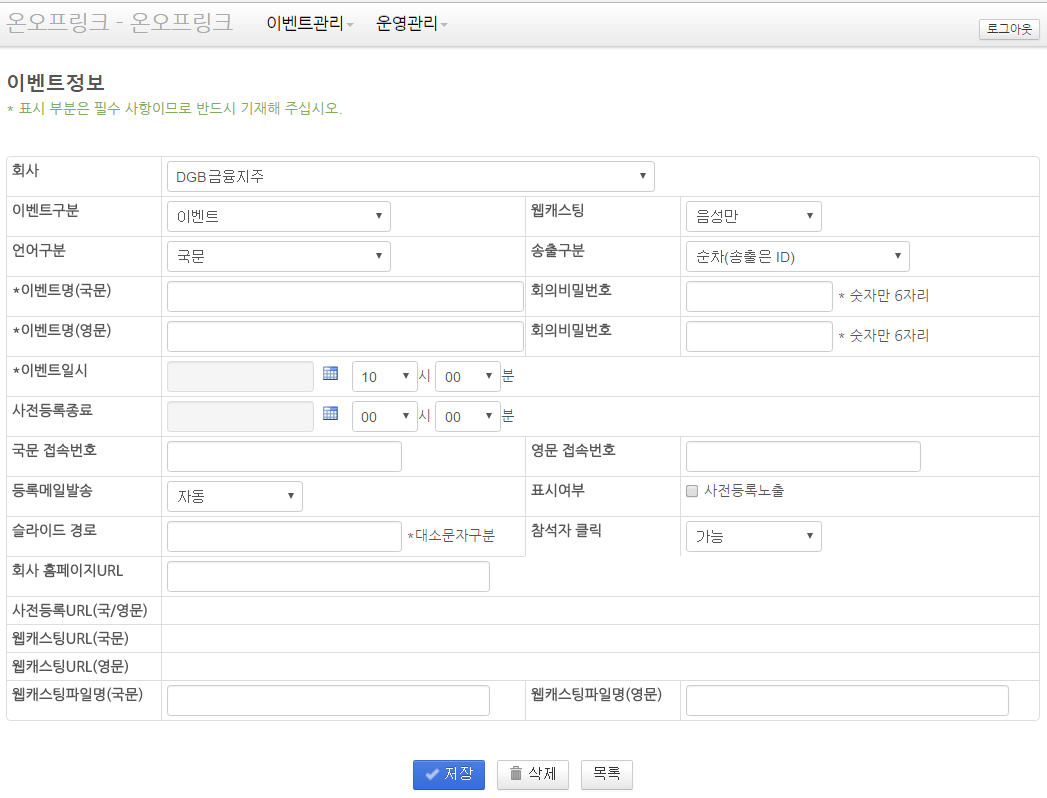 온오프링크 - 온오프링크 이벤트관리 운영관리 로그아웃
이벤트정보
* 표시 부분은 필수 사항이므로 반드시 기재해 주십시오.
회사 DGB금융지주
이벤트구분 이벤트 웹캐스팅 음성만
언어구분 국문 송출구분 순차(송출은 ID)
*이벤트명(국문) 회의비밀번호 * 숫자만 6자리
*이벤트명(영문) 회의비밀번호 * 숫자만 6자리
*이벤트일시 10 시 00 분
사전등록종료 00 시 00 분
국문 접속번호 영문 접속번호
등록메일발송 자동 표시여부 사전등록노출
슬라이드 경로 *대소문자구분 참석자 클릭 가능
회사 홈페이지URL
사전등록URL(국/영문)
웹캐스팅URL(국문)
웹캐스팅URL(영문)
웹캐스팅파일명(국문) 웹캐스팅파일명(영문)
저장 삭제 목록